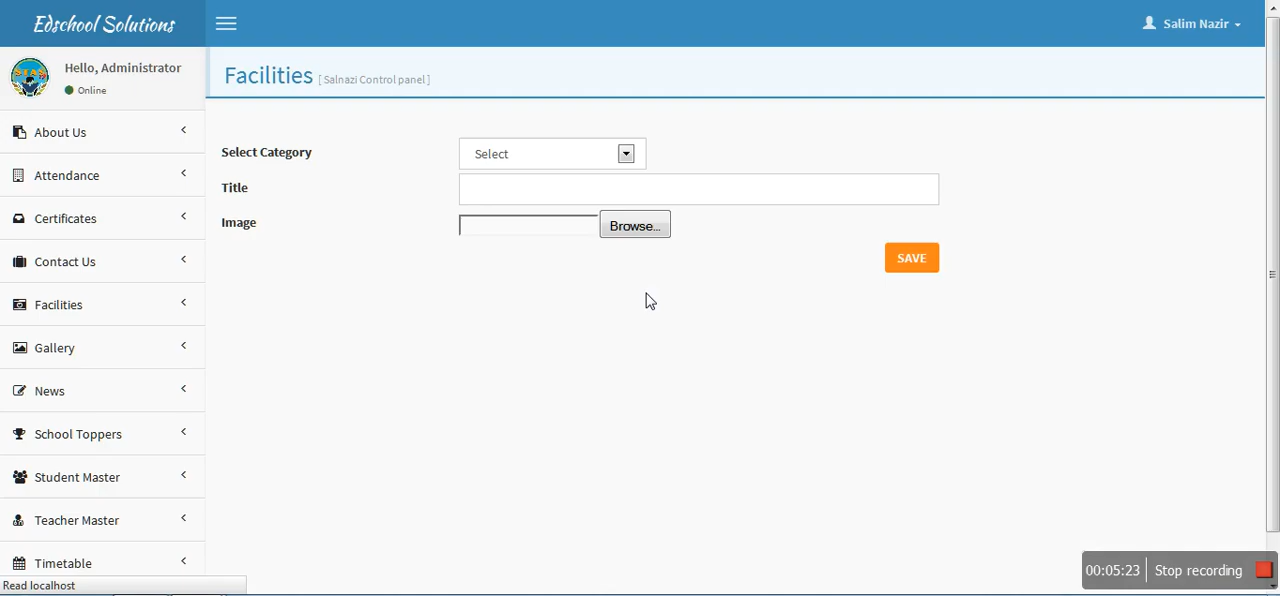 Edschool Solutions
Salim Nazir
STAS
Hello, Administrator
Online
Facilities [ Salnazi Control panel ]
About Us
Attendance
Certificates
Contact Us
Facilities
Gallery
News
School Toppers
Student Master
Teacher Master
Timetable
Select Category
Select
Title
Image
Browse...
SAVE
Read localhost
00:05:23
Stop recording